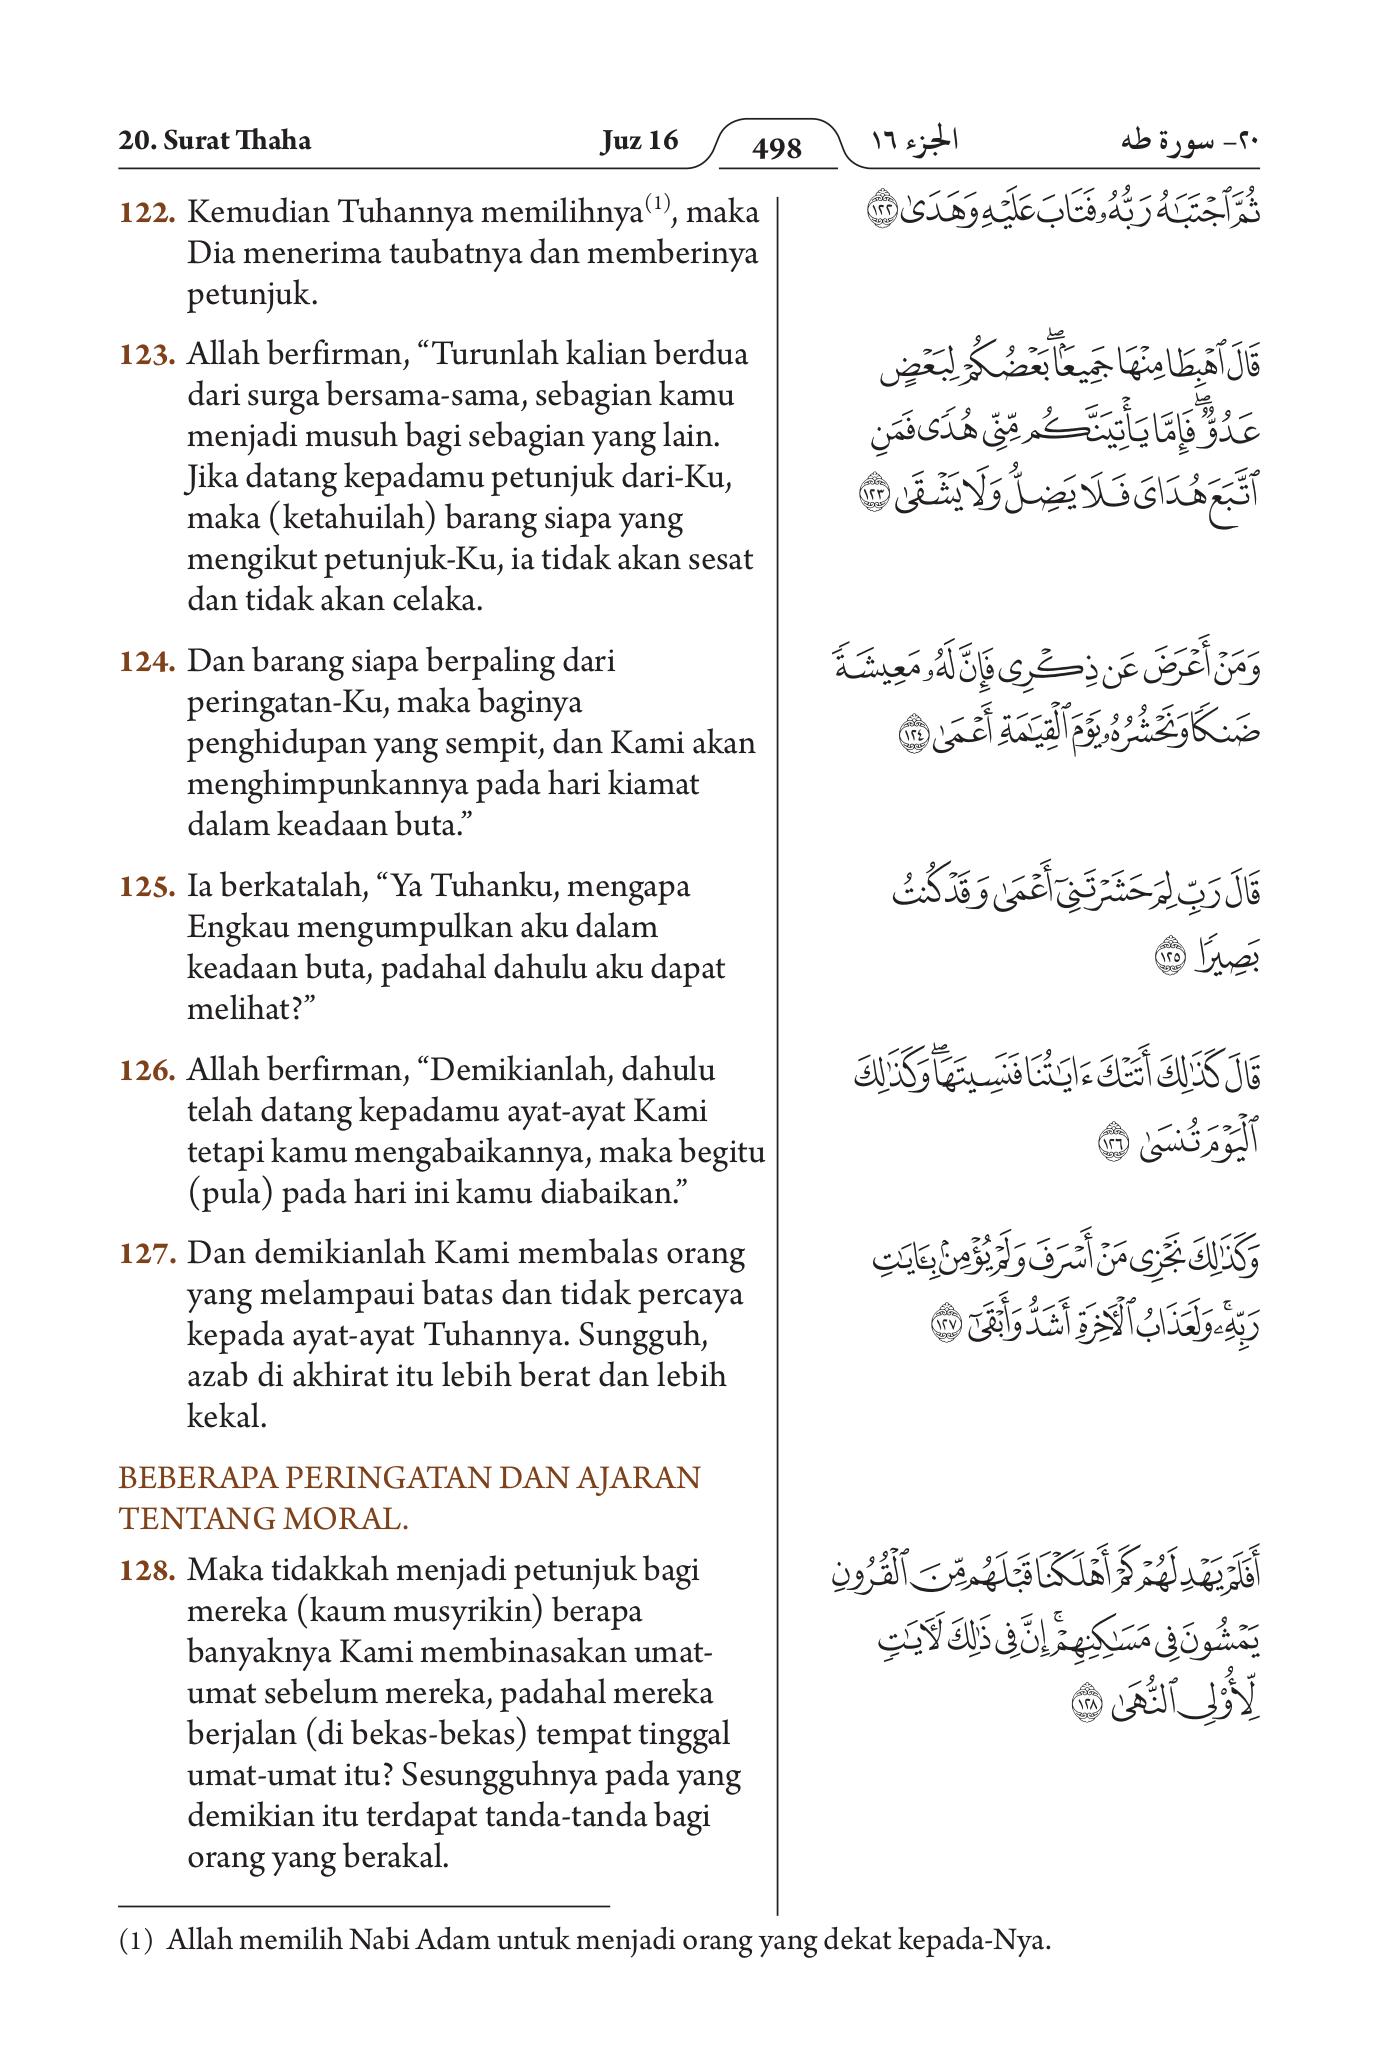 20. Surat Thaha
Juz 16
498
الجزء ١٦
٢٠- سورة طه
122. Kemudian Tuhannya memilihnya(1), maka
Dia menerima taubatnya dan memberinya
petunjuk.
123. Allah berfirman, “Turunlah kalian berdua
dari surga bersama-sama, sebagian kamu
menjadi musuh bagi sebagian yang lain.
Jika datang kepadamu petunjuk dari-Ku,
maka (ketahuilah) barang siapa yang
mengikut petunjuk-Ku, ia tidak akan sesat
dan tidak akan celaka.
124. Dan barang siapa berpaling dari
peringatan-Ku, maka baginya
penghidupan yang sempit, dan Kami akan
menghimpunkannya pada hari kiamat
dalam keadaan buta.”
125. Ia berkatalah, “Ya Tuhanku, mengapa
Engkau mengumpulkan aku dalam
keadaan buta, padahal dahulu aku dapat
melihat?”
126. Allah berfirman, “Demikianlah, dahulu
telah datang kepadamu ayat-ayat Kami
tetapi kamu mengabaikannya, maka begitu
(pula) pada hari ini kamu diabaikan.”
127. Dan demikianlah Kami membalas orang
yang melampaui batas dan tidak percaya
kepada ayat-ayat Tuhannya. Sungguh,
azab di akhirat itu lebih berat dan lebih
kekal.
BEBERAPA PERINGATAN DAN AJARAN
TENTANG MORAL.
128. Maka tidakkah menjadi petunjuk bagi
mereka (kaum musyrikin) berapa
banyaknya Kami membinasakan umat-
umat sebelum mereka, padahal mereka
berjalan (di bekas-bekas) tempat tinggal
umat-umat itu? Sesungguhnya pada yang
demikian itu terdapat tanda-tanda bagi
orang yang berakal.
ثُمَّ ٱجْتَبَـٰهُ رَبُّهُۥ فَتَابَ عَلَيْهِ وَهَدَىٰ ١٢٢
قَالَ ٱهْبِطَا مِنْهَا جَمِيعًۢاۖ بَعْضُكُمْ لِبَعْضٍ
عَدُوٌّۖ فَإِمَّا يَأْتِيَنَّكُم مِّنِّى هُدًى فَمَنِ
ٱتَّبَعَ هُدَاىَ فَلَا يَضِلُّ وَلَا يَشْقَىٰ ١٢٣
وَمَنْ أَعْرَضَ عَن ذِكْرِى فَإِنَّ لَهُۥ مَعِيشَةً
ضَنكًا وَنَحْشُرُهُۥ يَوْمَ ٱلْقِيَـٰمَةِ أَعْمَىٰ ١٢٤
قَالَ رَبِّ لِمَ حَشَرْتَنِىٓ أَعْمَىٰ وَقَدْ كُنتُ
بَصِيرًا ١٢٥
قَالَ كَذَٰلِكَ أَتَتْكَ ءَايَـٰتُنَا فَنَسِيتَهَاۖ وَكَذَٰلِكَ
ٱلْيَوْمَ تُنسَىٰ ١٢٦
وَكَذَٰلِكَ نَجْزِى مَنْ أَسْرَفَ وَلَمْ يُؤْمِنۢ بِـَٔايَـٰتِ
رَبِّهِۦۚ وَلَعَذَابُ ٱلْـَٔاخِرَةِ أَشَدُّ وَأَبْقَىٰٓ ١٢٧
أَفَلَمْ يَهْدِ لَهُمْ كَمْ أَهْلَكْنَا قَبْلَهُم مِّنَ ٱلْقُرُونِ
يَمْشُونَ فِى مَسَـٰكِنِهِمْۚ إِنَّ فِى ذَٰلِكَ لَـَٔايَـٰتٍ
لِّأُو۟لِى ٱلنُّهَىٰ ١٢٨
(1) Allah memilih Nabi Adam untuk menjadi orang yang dekat kepada-Nya.